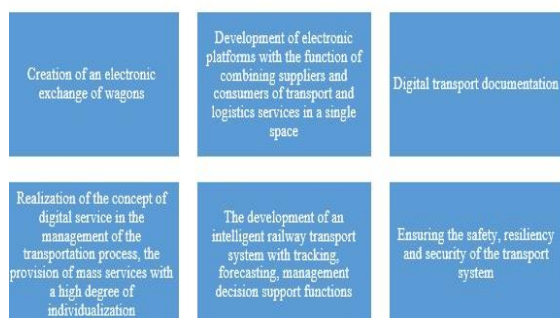 Creation of an electronic
exchange of wagons
Development of electronic
platforms with the function of
combining suppliers and
consumers of transport and
logistics services in a single
space
Digital transport documentation
Realization of the concept of
digital service in the
management of the
transportation process, the
provision of mass services with
a high degree of
individualization
The development of an
intelligent railway transport
system with tracking,
forecasting, management
decision support functions
Ensuring the safety, resiliency
and security of the transport
system